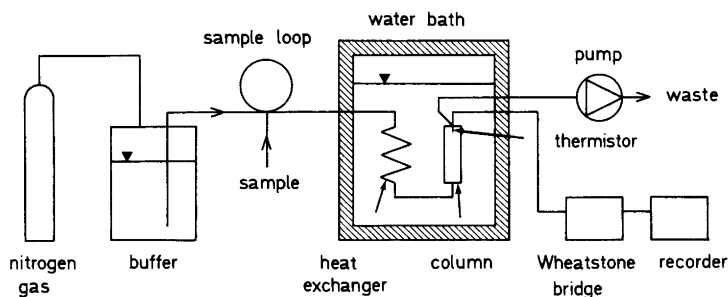 water bath
sample loop
pump
waste
thermistor
sample
nitrogen
gas
buffer
heat
exchanger
column
Wheatstone
bridge
recorder